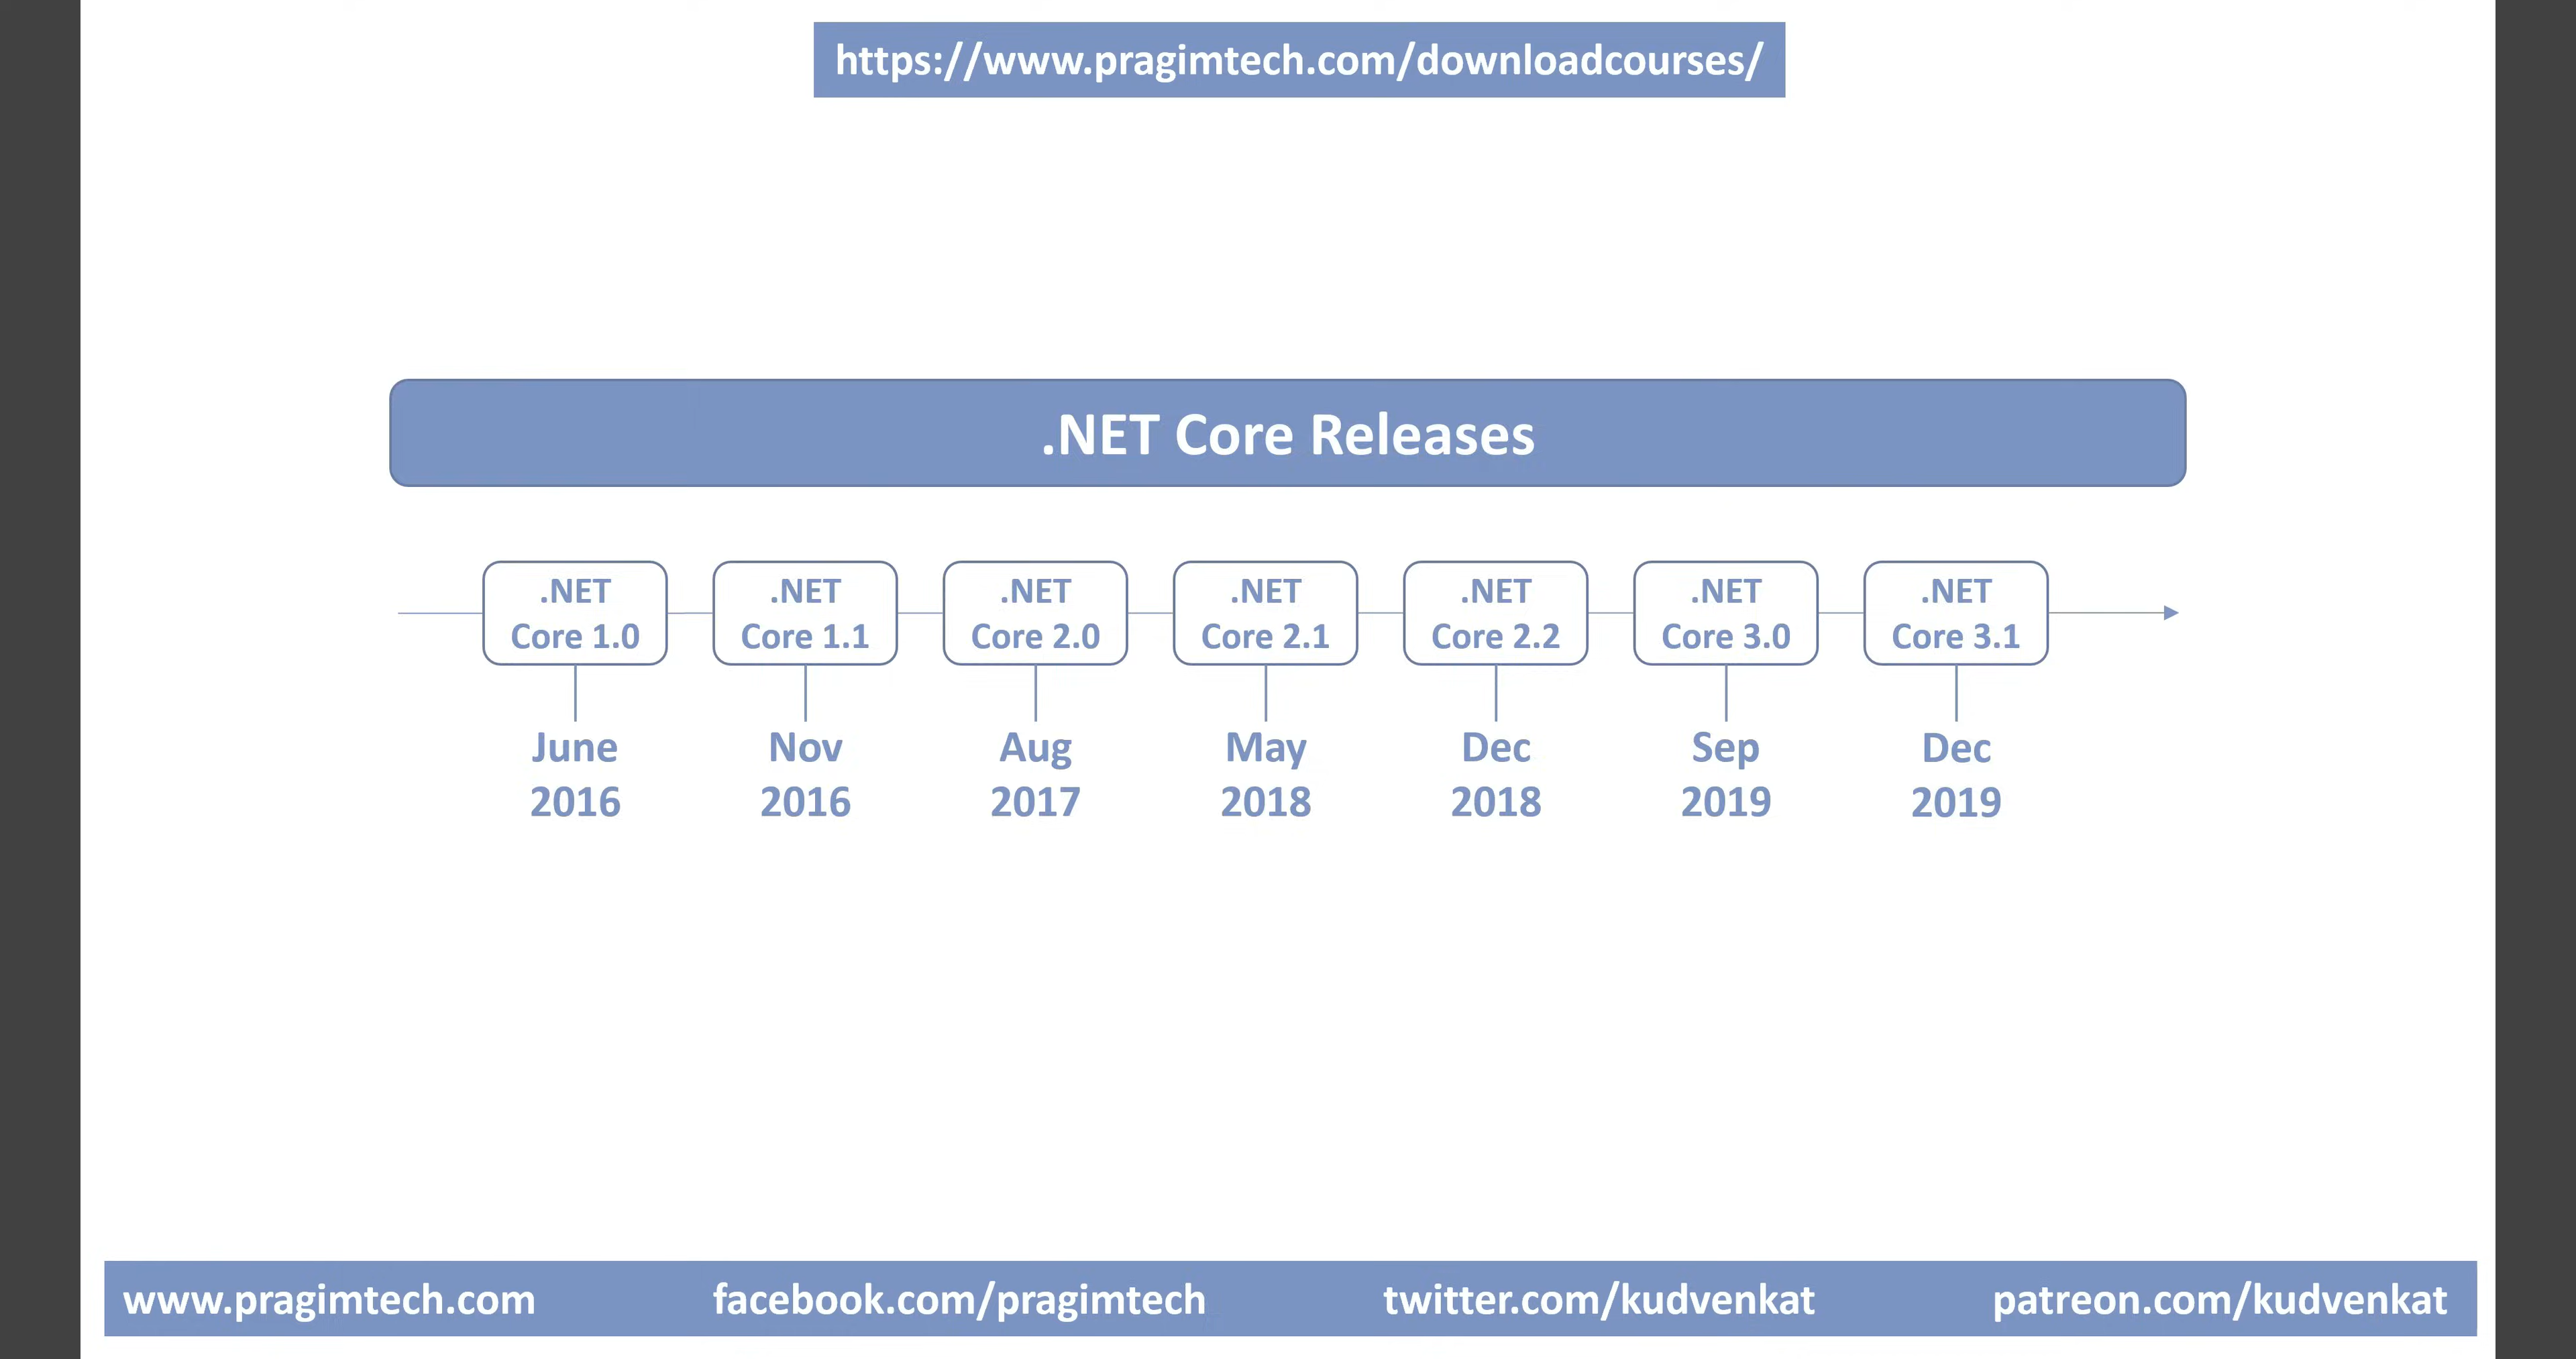 https://www.pragimtech.com/downloadcourses/
.NET Core Releases
.NET
Core 1.0
.NET
Core 1.1
.NET
Core 2.0
.NET
Core 2.1
.NET
Core 2.2
.NET
Core 3.0
.NET
Core 3.1
June
2016
Nov
2016
Aug
2017
May
2018
Dec
2018
Sep
2019
Dec
2019
www.pragimtech.com
facebook.com/pragimtech
twitter.com/kudvenkat
patreon.com/kudvenkat